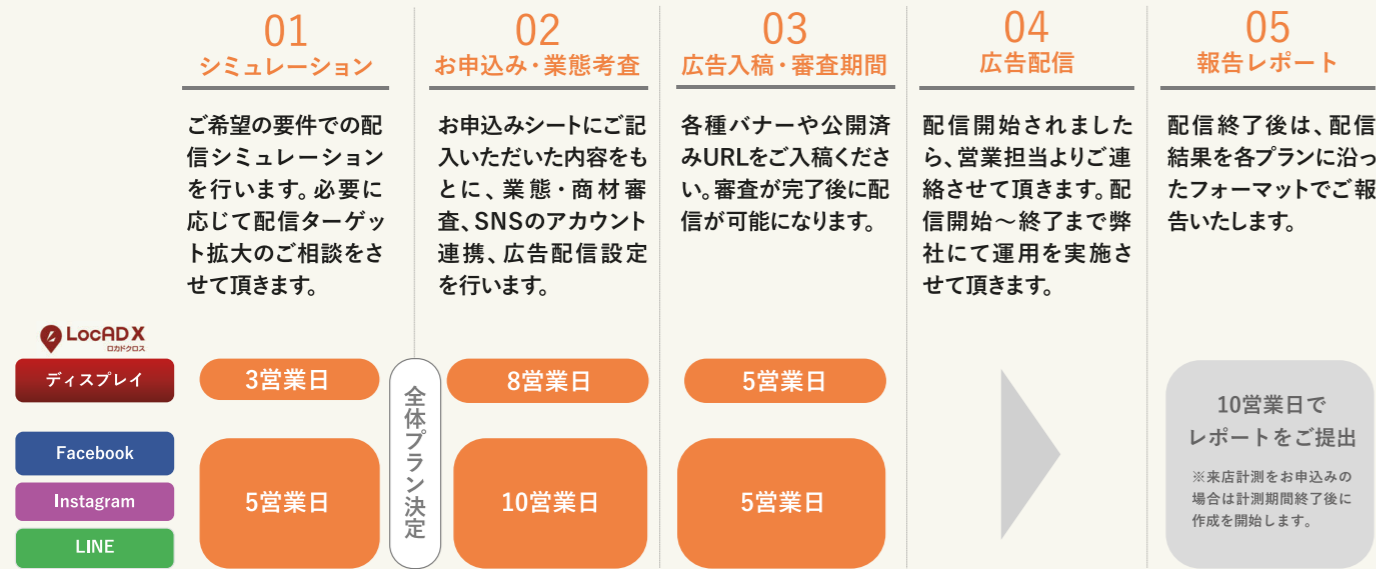 01
シミュレーション
ご希望の要件での配
信シミュレーション
を行います。必要に
応じて配信ターゲッ
ト拡大のご相談をさ
せて頂きます。
02
お申込み・業態考査
お申込みシートにご記
入いただいた内容をも
とに、業態・商材審
査、SNSのアカウント
連携、広告配信設定
を行います。
03
広告入稿・審査期間
各種バナーや公開済
みURLをご入稿くださ
い。審査が完了後に配
信が可能になります。
04
広告配信
配信開始されました
ら、営業担当よりご連
絡させて頂きます。配
信開始〜終了まで弊
社にて運用を実施さ
せて頂きます。
05
報告レポート
配信終了後は、配信
結果を各プランに沿っ
たフォーマットでご報
告いたします。
LocAD X
ロカドクロス
ディスプレイ
3営業日
8営業日
5営業日
全体プラン決定
Facebook
Instagram
LINE
5営業日
10営業日
5営業日
10営業日で
レポートをご提出
※来店計測をお申込みの
場合は計測期間終了後に
作成を開始します。